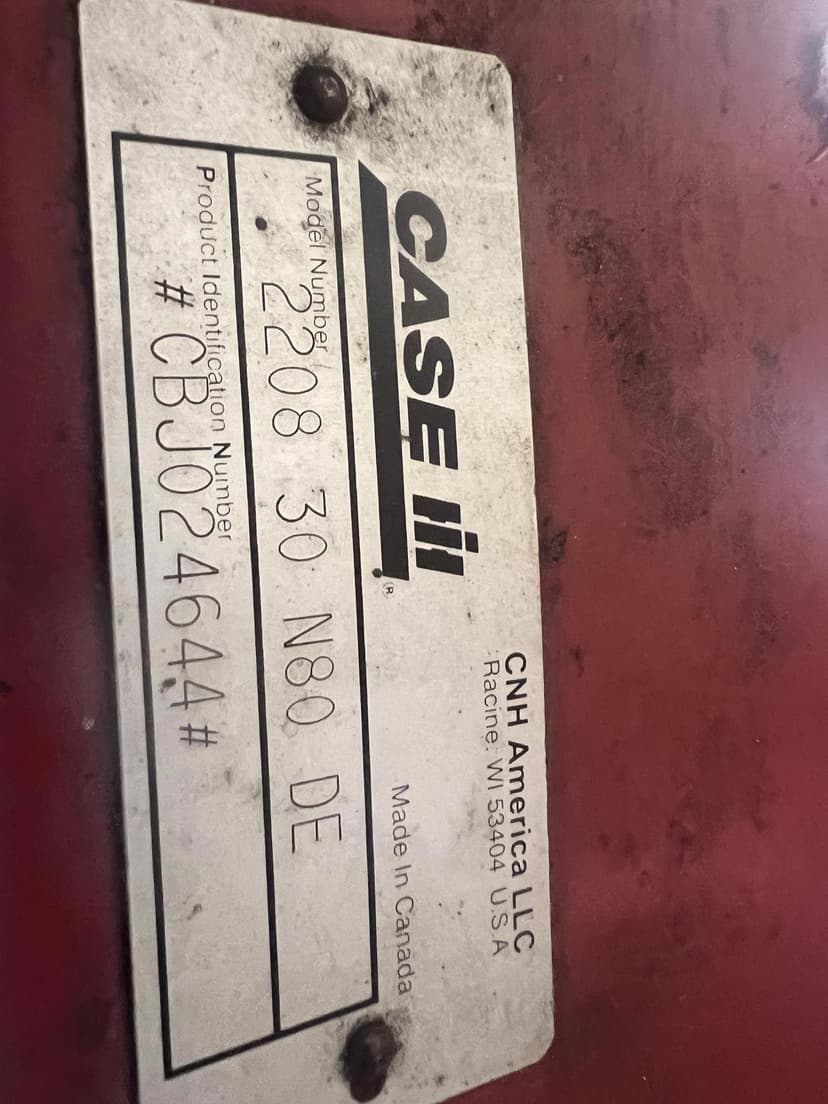 CASE IH ®
CNH America LLC
Racine, WI 53404 U.S.A
Made In Canada
Model Number
2208 30 N80 DE
Product Identification Number
#CBJ024644#